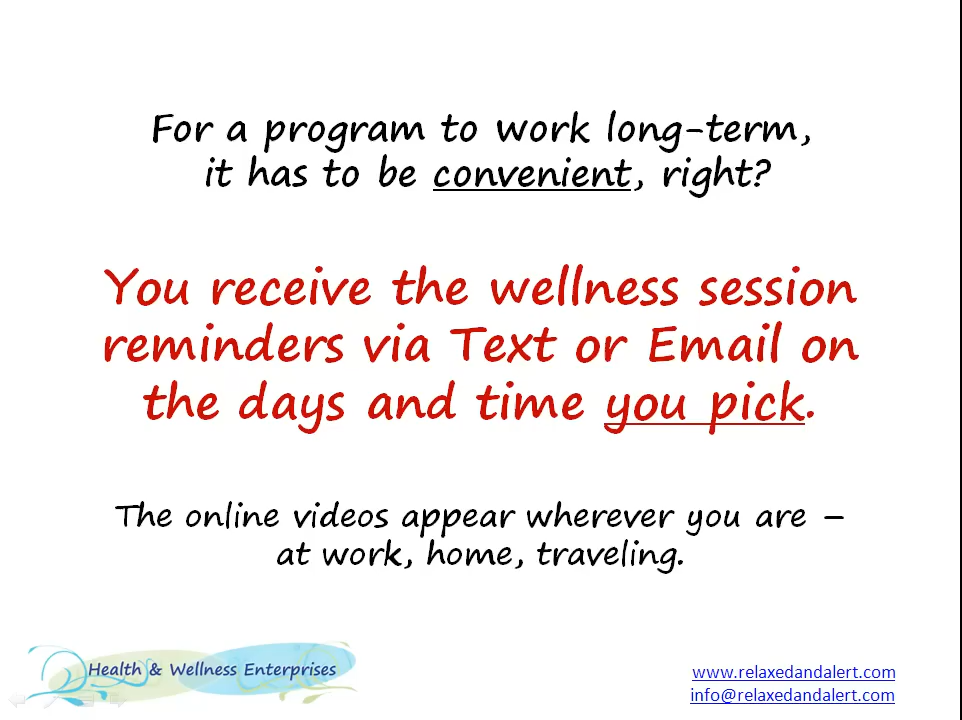 For a program to work long-term,
it has to be convenient, right?
You receive the wellness session
reminders via Text or Email on
the days and time you pick.
The online videos appear wherever you are –
at work, home, traveling.
Health & Wellness Enterprises
www.relaxedandalert.com
info@relaxedandalert.com